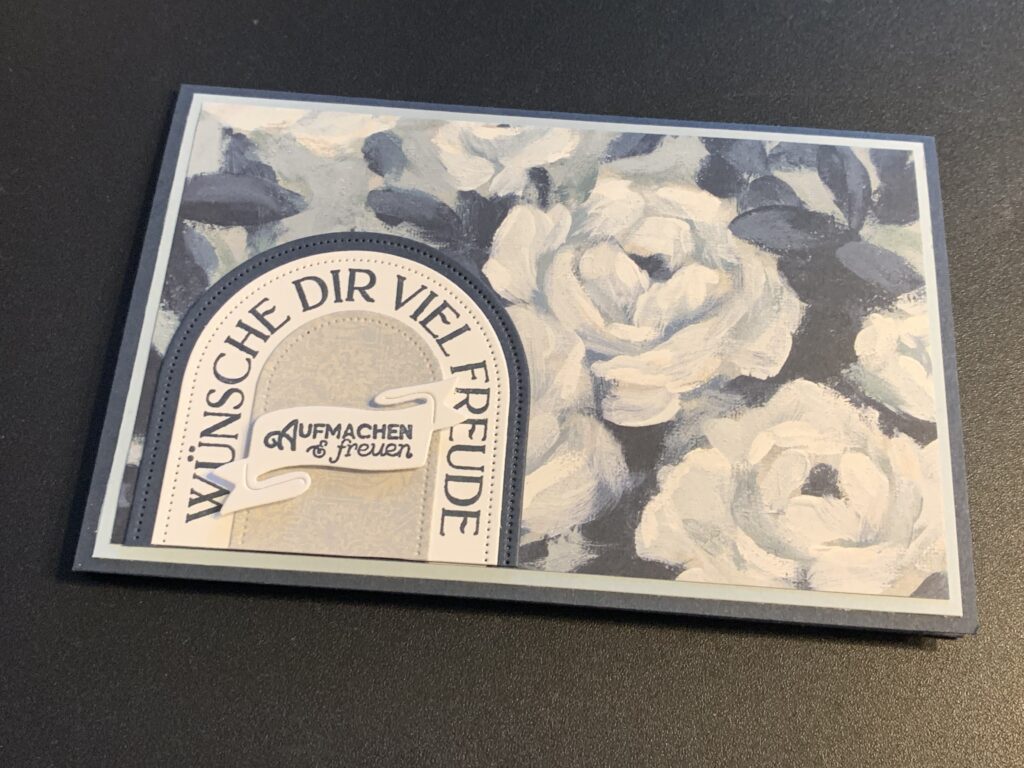 WÜNSCHE DIR VIEL FREUDE
AUFMACHEN
& freuen